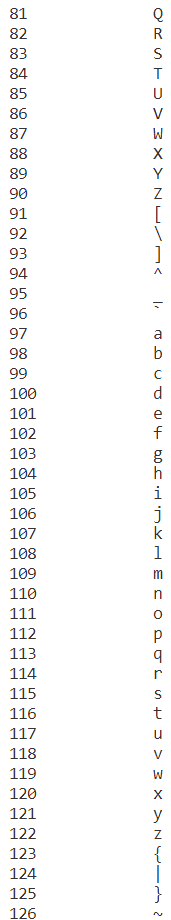 81 Q
82 R
83 S
84 T
85 U
86 V
87 W
88 X
89 Y
90 Z
91 [
92 \
93 ]
94 ^
95 _
96 `
97 a
98 b
99 c
100 d
101 e
102 f
103 g
104 h
105 i
106 j
107 k
108 l
109 m
110 n
111 o
112 p
113 q
114 r
115 s
116 t
117 u
118 v
119 w
120 x
121 y
122 z
123 {
124 |
125 }
126 ~